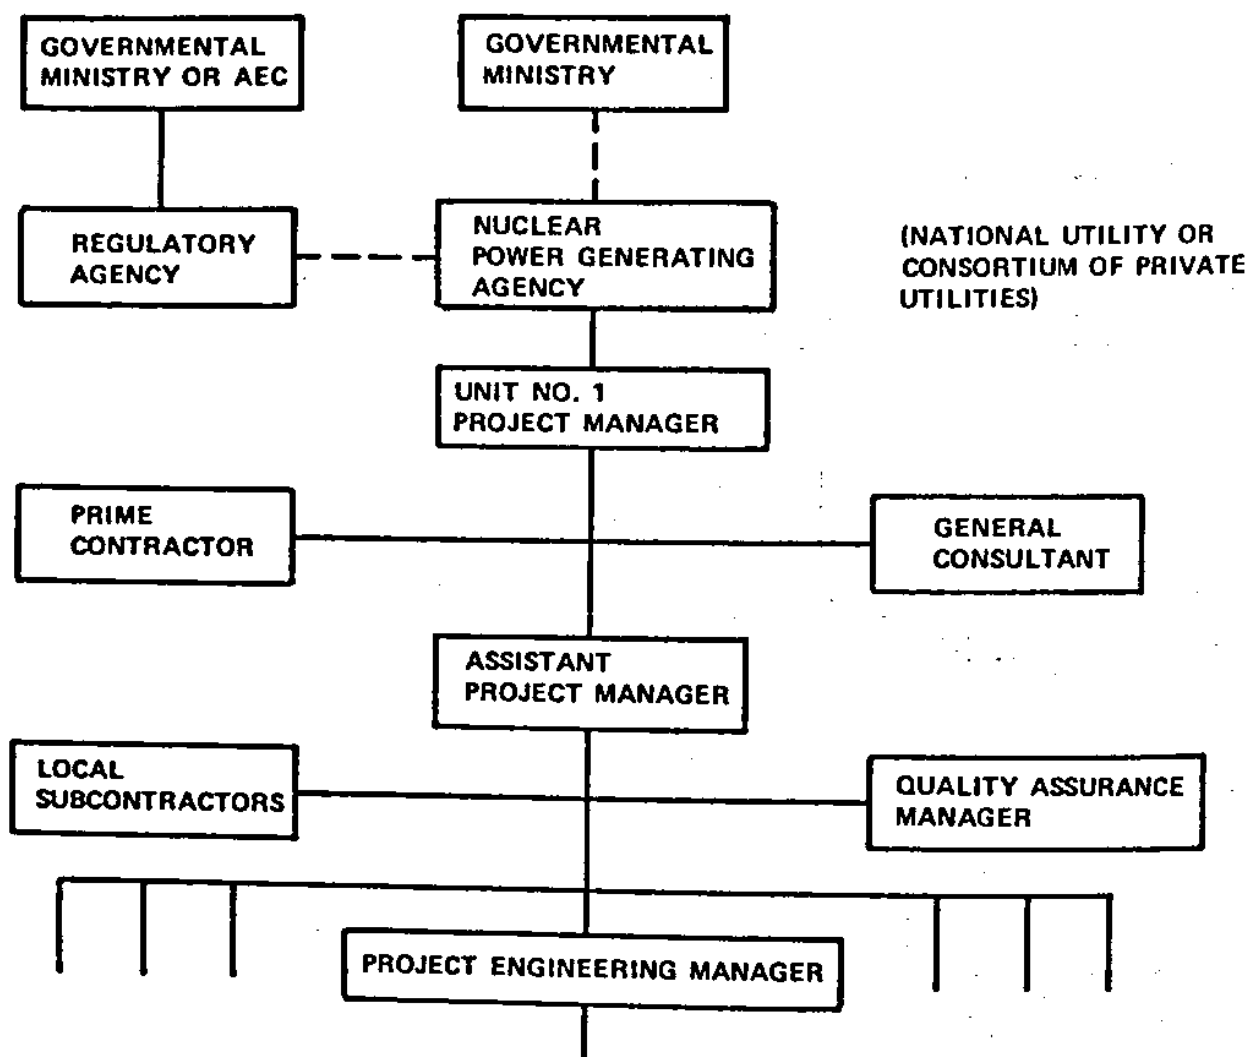 GOVERNMENTAL
MINISTRY OR AEC
GOVERNMENTAL
MINISTRY
REGULATORY
AGENCY
NUCLEAR
POWER GENERATING
AGENCY
(NATIONAL UTILITY OR
CONSORTIUM OF PRIVATE
UTILITIES)
UNIT NO. 1
PROJECT MANAGER
PRIME
CONTRACTOR
GENERAL
CONSULTANT
ASSISTANT
PROJECT MANAGER
LOCAL
SUBCONTRACTORS
QUALITY ASSURANCE
MANAGER
PROJECT ENGINEERING MANAGER